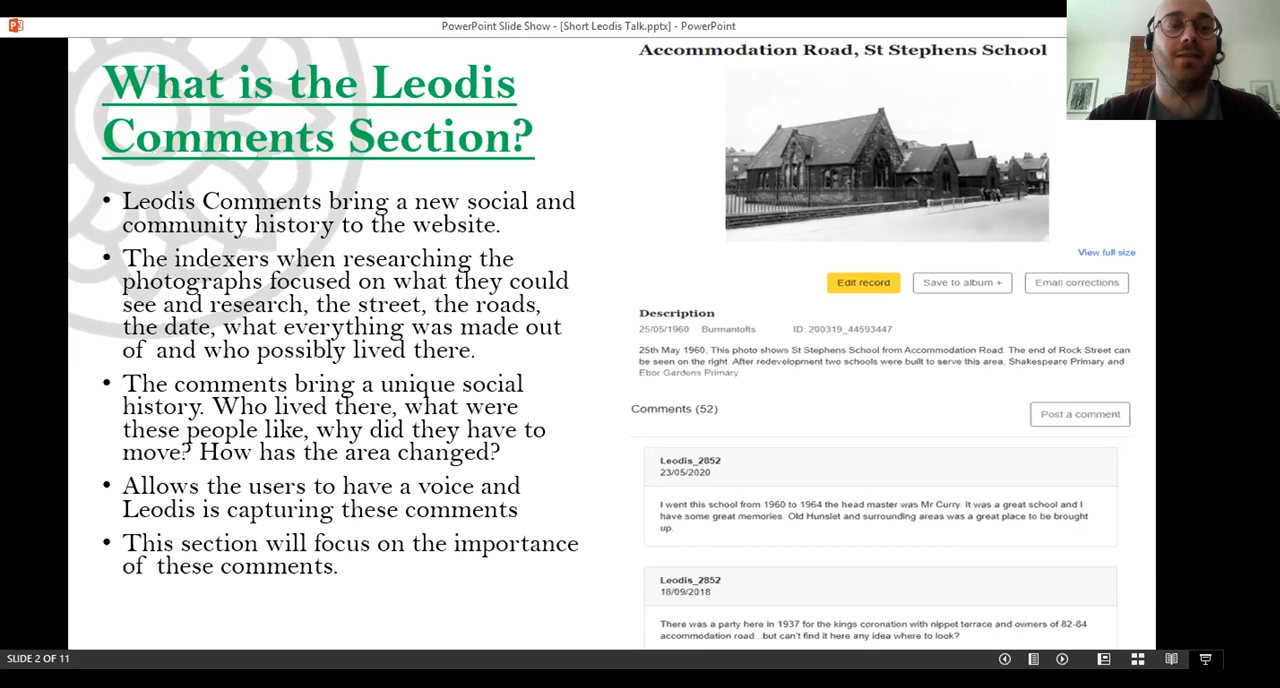 PowerPoint Slide Show - [Short Leodis Talk.pptx] - PowerPoint
What is the Leodis
Comments Section?
• Leodis Comments bring a new social and
community history to the website.
• The indexers when researching the
photographs focused on what they could
see and research, the street, the roads,
the date, what everything was made out
of and who possibly lived there.
• The comments bring a unique social
history. Who lived there, what were
these people like, why did they have to
move? How has the area changed?
• Allows the users to have a voice and
Leodis is capturing these comments
• This section will focus on the importance
of these comments.
Accommodation Road, St Stephens School
View full size
Edit record
Save to album +
Email corrections
Description
25/05/1960 Burmantofts ID: 200319_44593447
25th May 1960, This photo shows St Stephens School from Accommodation Road. The end of Rock Street can
be seen on the right. After redevelopment two schools were built to serve this area, Shakespeare Primary and
Ebor Gardens Primary
Comments (52)
Post a comment
Leodis_2852
23/05/2020
I went this school from 1960 to 1964 the head master was Mr Curry. It was a great school and I
have some great memories. Old Hunslet and surrounding areas was a great place to be brought
up.
Leodis_2852
18/09/2018
There was a party here in 1937 for the kings coronation with nippet terrace and owners of 82-84
accommodation road ..but can't find it here any idea where to look?
SLIDE 2 OF 11